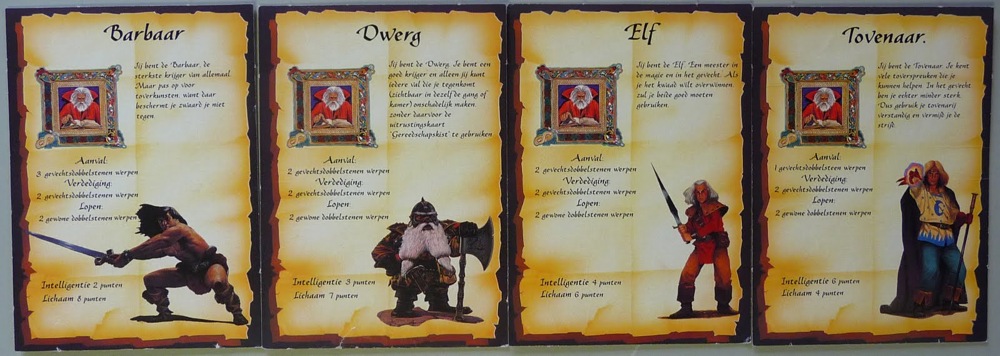 Barbaar
Jij bent de Barbaar, de
sterkste krijger van allemaal.
Maar pas op voor
toverkunsten, want daar
beschermt je zwaard je niet
tegen.
Aanval:
3 gevechtsdobbelstenen werpen
Verdediging:
2 gevechtsdobbelstenen werpen
Lopen:
2 gewone dobbelstenen werpen
Intelligentie 2 punten
Lichaam 8 punten
Dwerg
Jij bent de Dwerg. Je bent een
goed krijger en alleen jij kunt
iedere val die je tegenkomt
(zichtbaar in dezelfde gang of
kamer) onschadelijk maken,
zonder daarvoor de
uitrustingskaart
"Gereedschapskist" te gebruiken.
Aanval:
2 gevechtsdobbelstenen werpen
Verdediging:
2 gevechtsdobbelstenen werpen
Lopen:
2 gewone dobbelstenen werpen
Intelligentie 3 punten
Lichaam 7 punten
Elf
Jij bent de Elf. Een meester in
de magie en in het gevecht. Als
je het kwaad wilt overwinnen,
zul je beide goed moeten
gebruiken.
Aanval:
2 gevechtsdobbelstenen werpen
Verdediging:
2 gevechtsdobbelstenen werpen
Lopen:
2 gewone dobbelstenen werpen
Intelligentie 4 punten
Lichaam 6 punten
Tovenaar.
Jij bent de Tovenaar. Je kent
vele toverspreuken die je
kunnen helpen. In het gevecht
ben je echter minder sterk.
Dus gebruik je tovenarij
verstandig en vermijd je de
strijd.
Aanval:
1 gevechtsdobbelsteen werpen
Verdediging:
2 gevechtsdobbelstenen werpen
Lopen:
2 gewone dobbelstenen werpen
Intelligentie 6 punten
Lichaam 4 punten